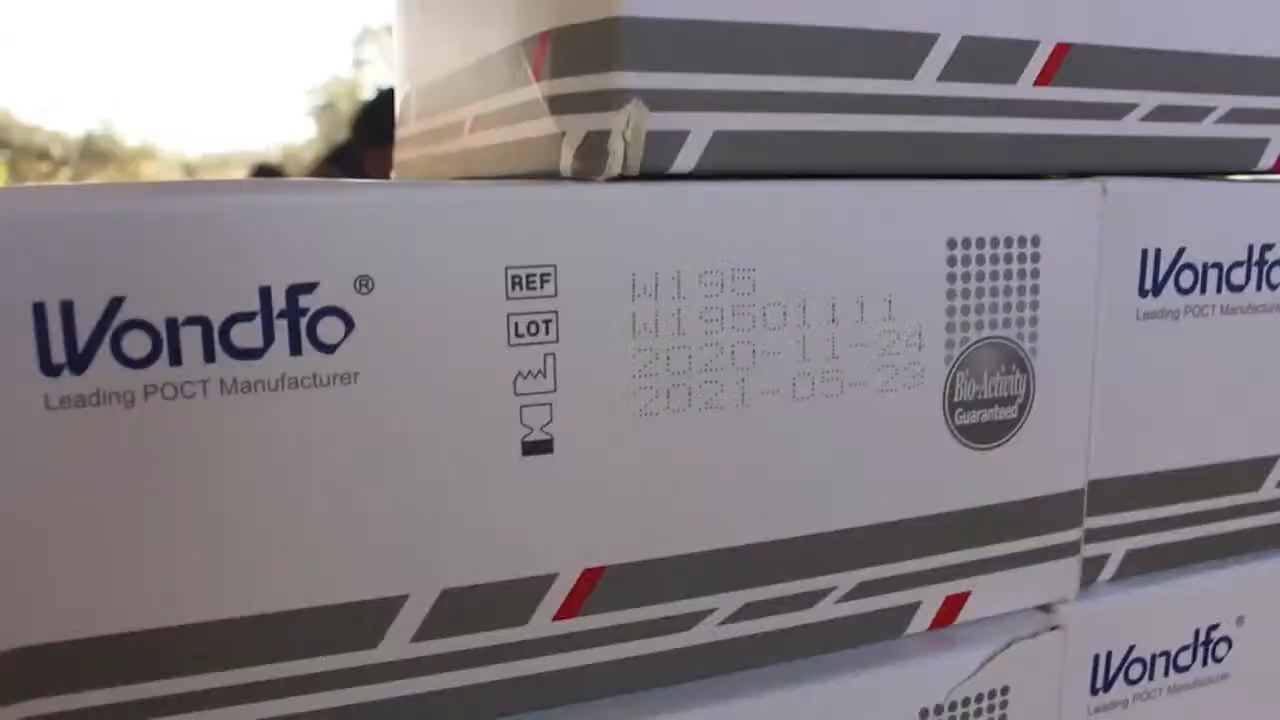 Wondfo®
Leading POCT Manufacturer
REF W195
LOT W19501111
2020-11-24
2021-05-23
Bio-Activity
Guaranteed
Wondfo
Leading POCT Manufacturer
Wondfo®
Leading POCT Manufacturer